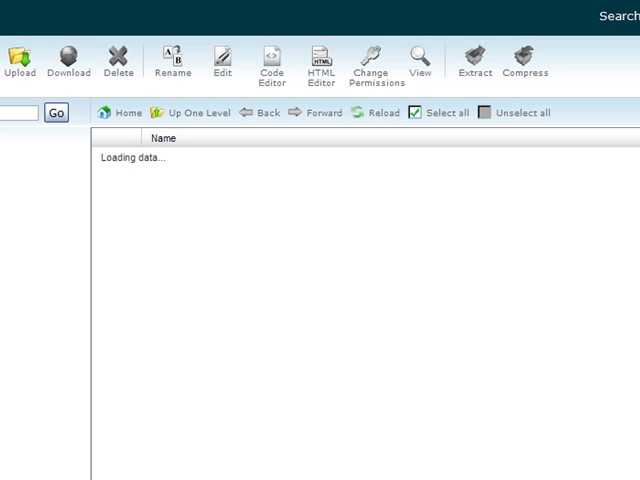 Search
Upload Download Delete Rename Edit Code Editor HTML Editor Change Permissions View Extract Compress
Go Home Up One Level Back Forward Reload Select all Unselect all
Name
Loading data...